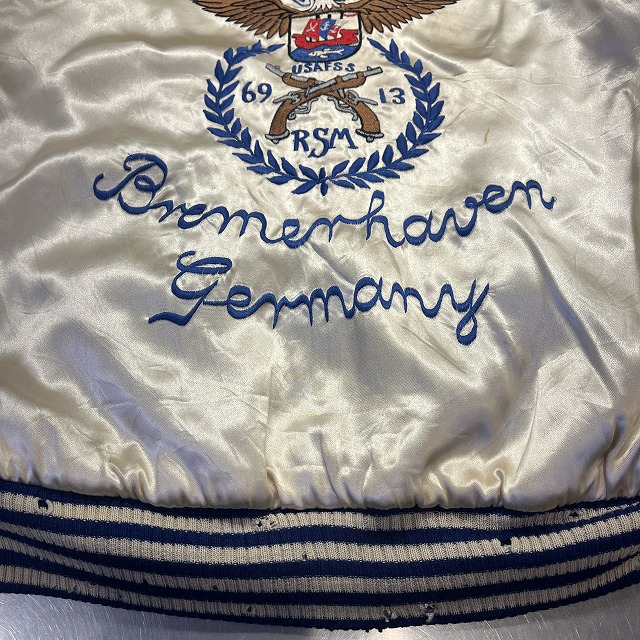 USAFSS
69 13
RSM
Bremerhaven
Germany